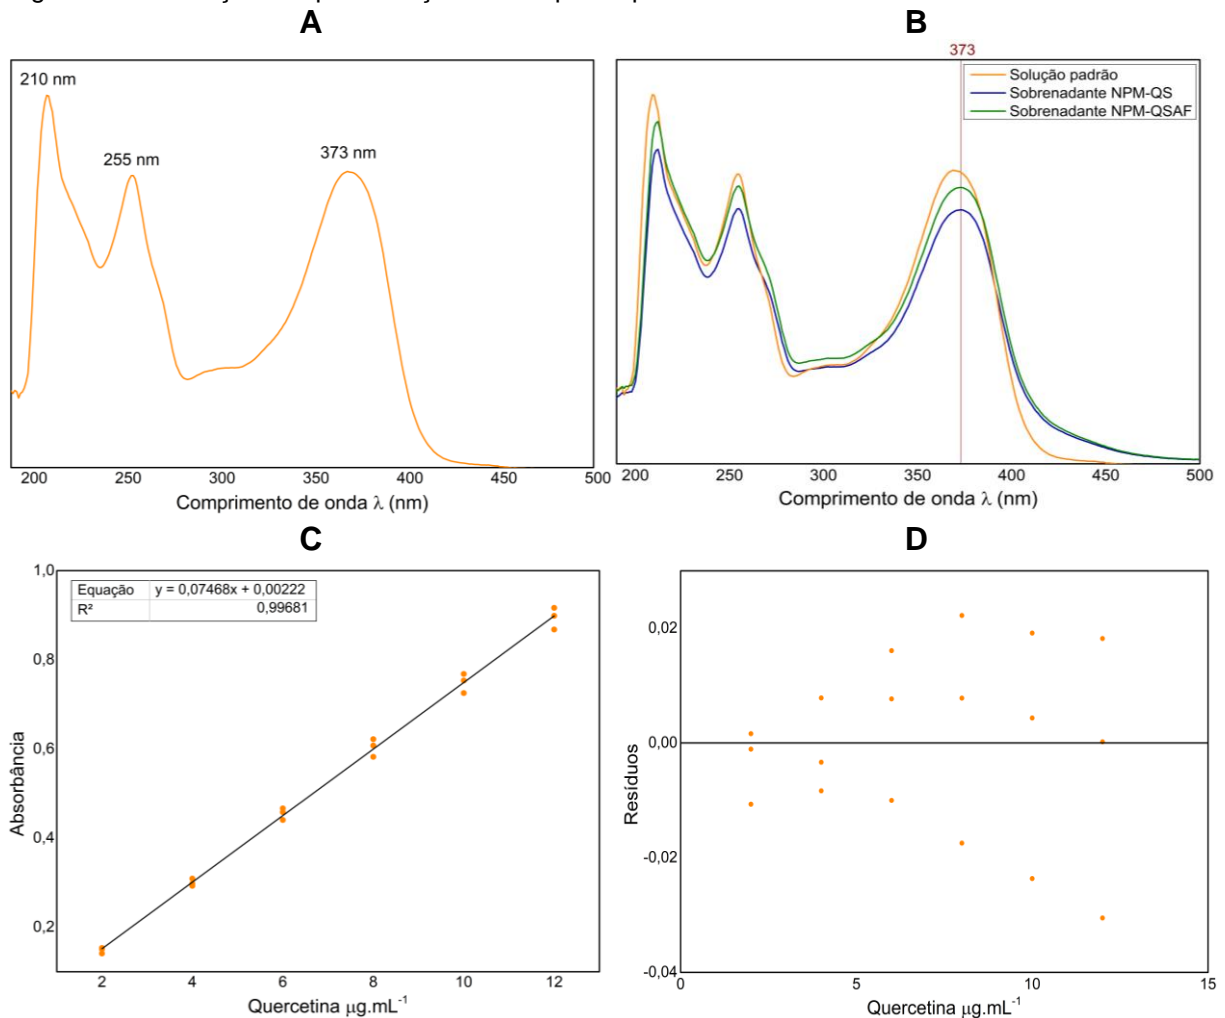 A
210 nm
255 nm
373 nm
200 250 300 350 400 450 500
Comprimento de onda λ (nm)
B
373
Solução padrão
Sobrenadante NPM-QS
Sobrenadante NPM-QSAF
200 250 300 350 400 450 500
Comprimento de onda λ (nm)
C
Equação y = 0,07468x + 0,00222
R² 0,99681
1,0
0,8
0,6
0,4
0,2
Absorbância
2 4 6 8 10 12
Quercetina µg.mL⁻¹
D
0,02
0,00
-0,02
-0,04
Resíduos
0 5 10 15
Quercetina µg.mL⁻¹